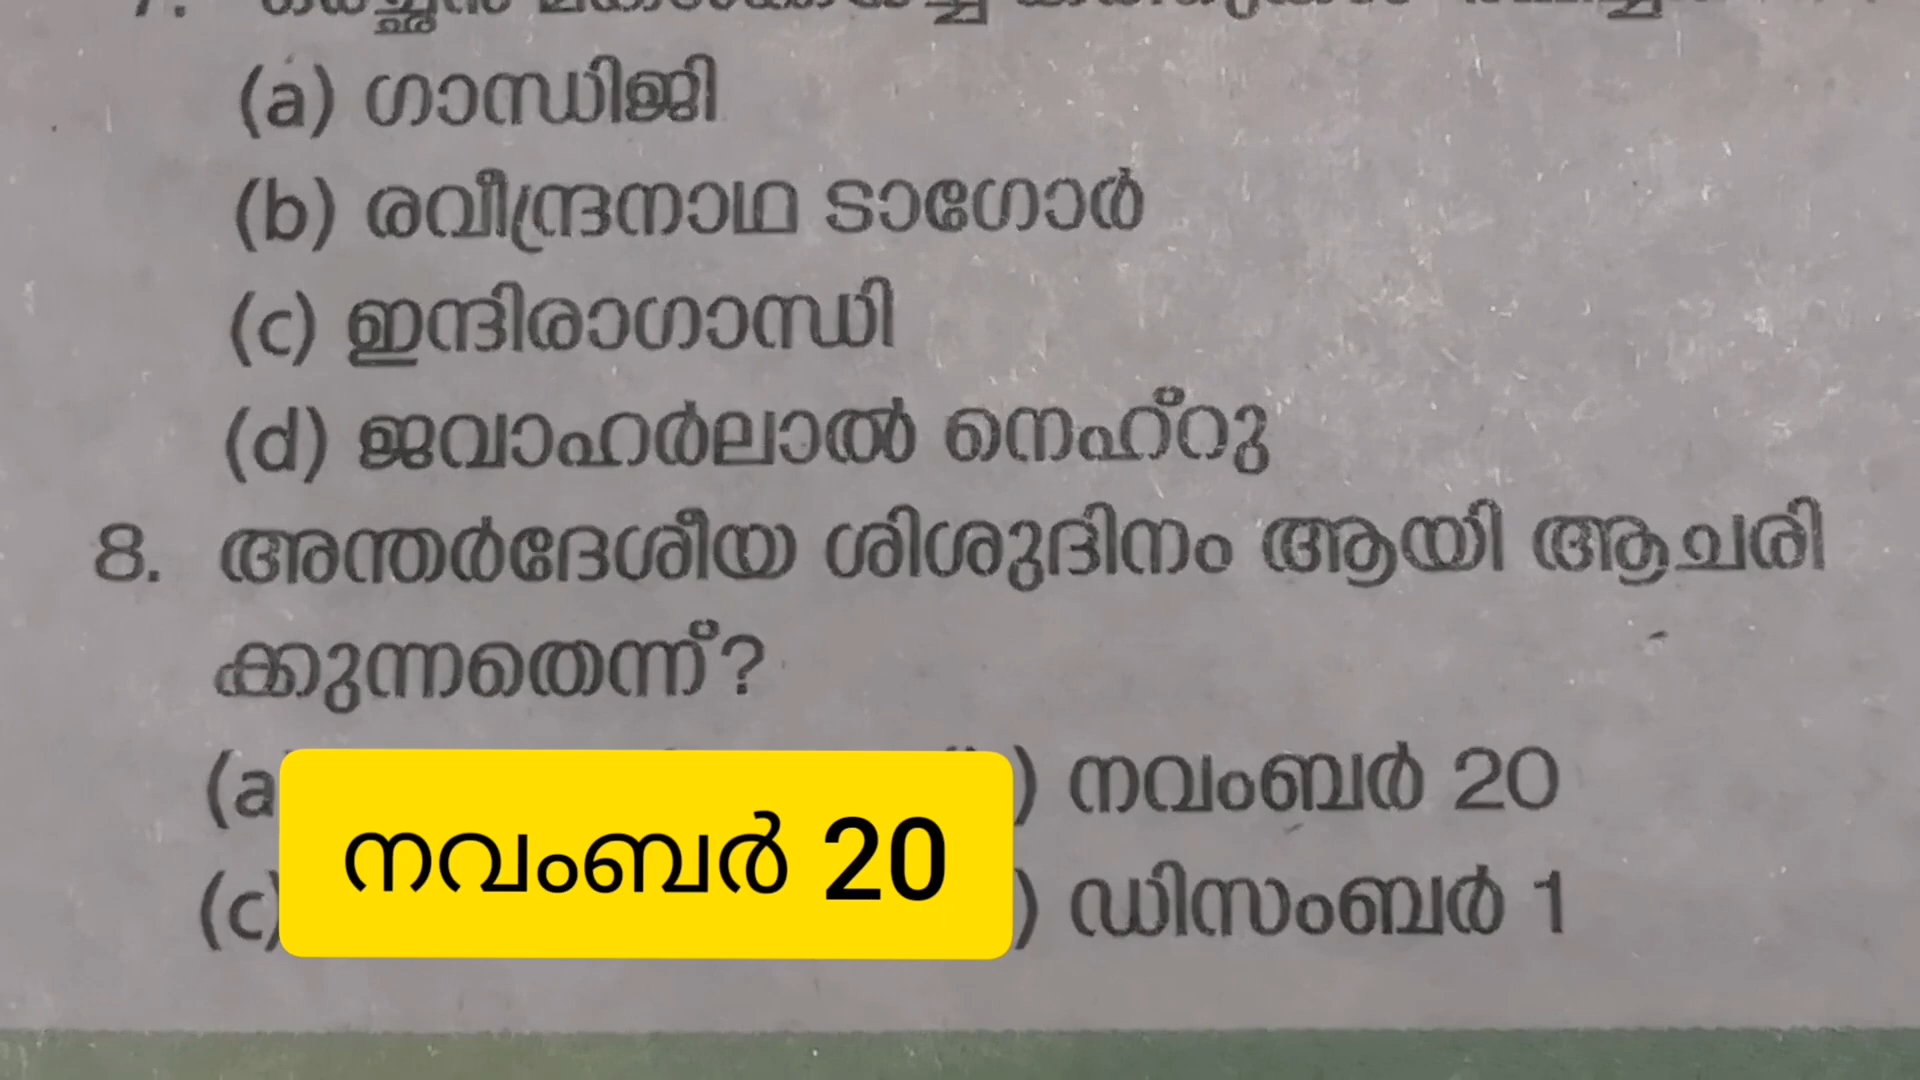 (a) ഗാന്ധിജി
(b) രവീന്ദ്രനാഥ ടാഗോർ
(c) ഇന്ദിരാഗാന്ധി
(d) ജവാഹർലാൽ നെഹ്റു
8. അന്തർദേശീയ ശിശുദിനം ആയി ആചരി
ക്കുന്നതെന്ന്?
(a ) നവംബർ 20
നവംബർ 20
(c) ) ഡിസംബർ 1